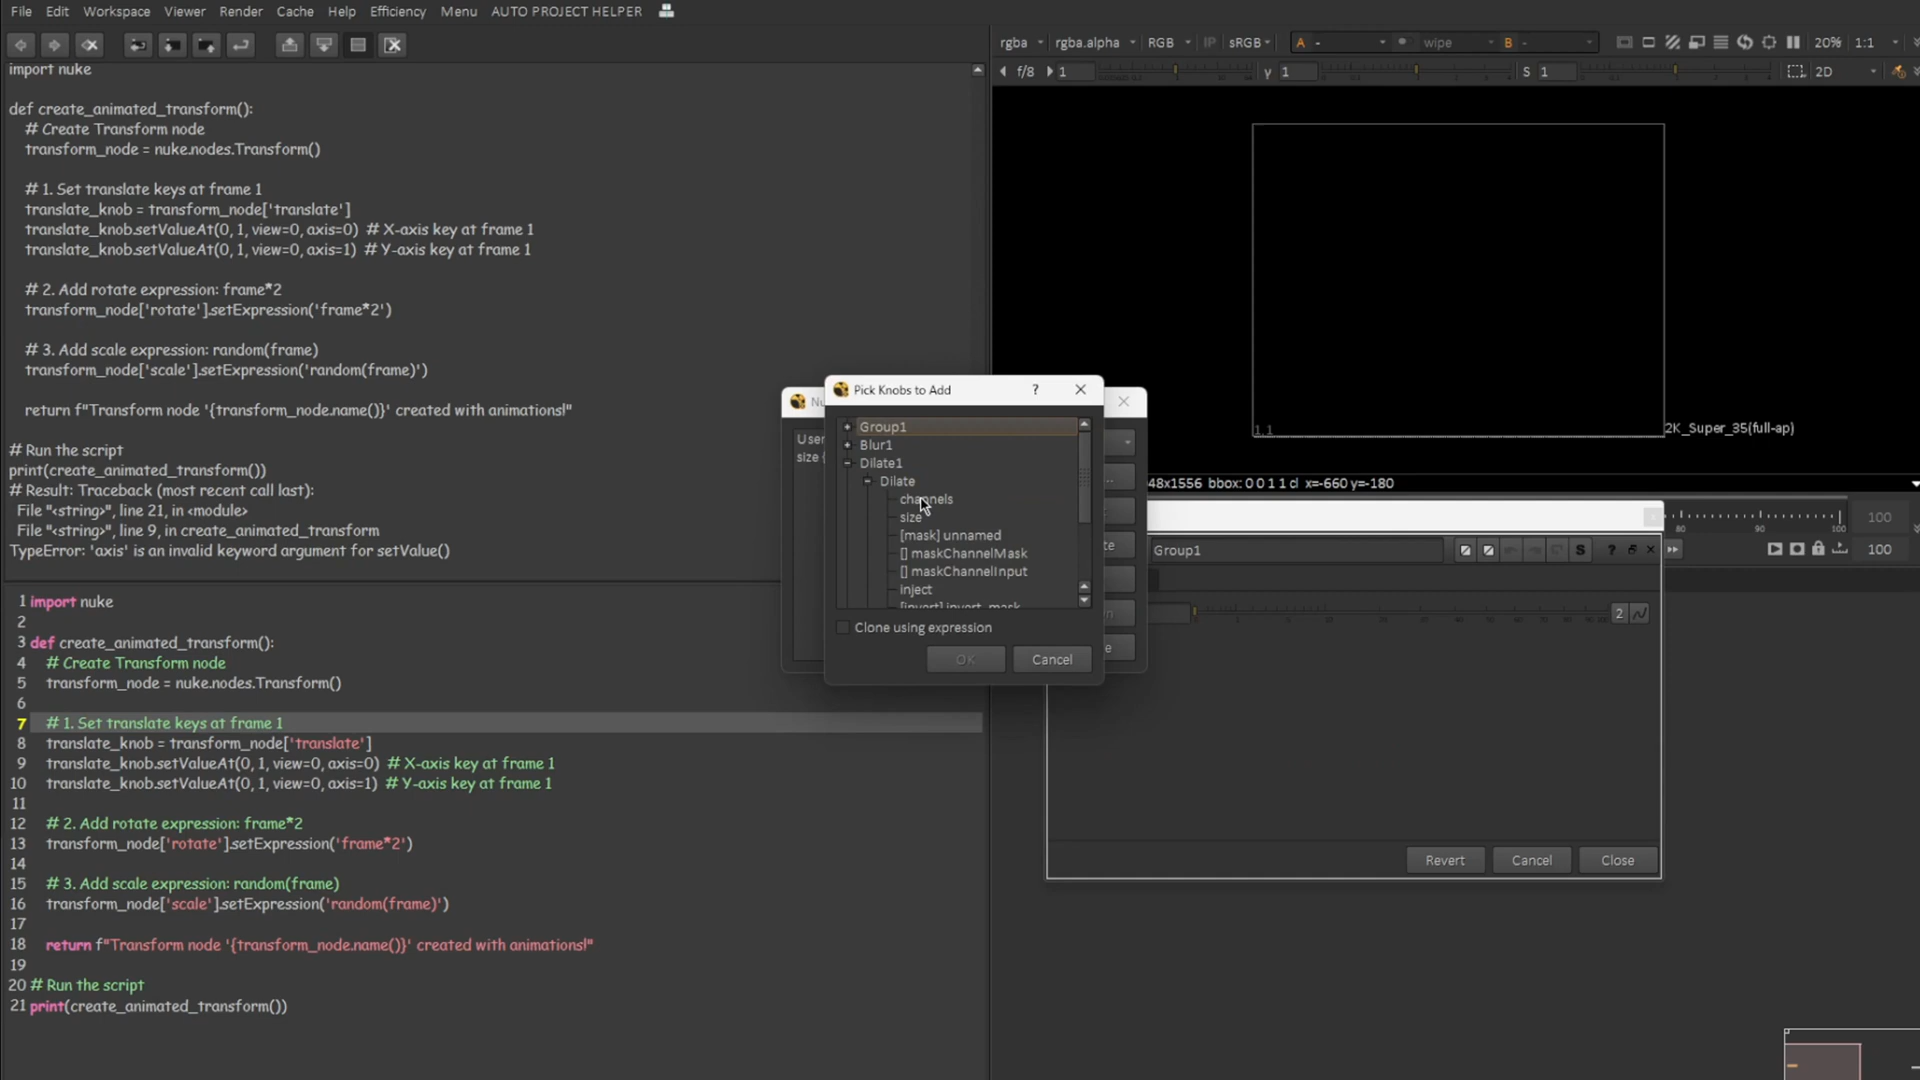 File Edit Workspace Viewer Render Cache Help Efficiency Menu AUTO PROJECT HELPER
rgba rgba.alpha RGB IP sRGB A - wipe B -  20% 1:1
f/8 1 γ 1 S 1 2D
import nuke
def create_animated_transform():
# Create Transform node
transform_node = nuke.nodes.Transform()
# 1. Set translate keys at frame 1
translate_knob = transform_node['translate']
translate_knob.setValueAt(0, 1, view=0, axis=0) # X-axis key at frame 1
translate_knob.setValueAt(0, 1, view=0, axis=1) # Y-axis key at frame 1
# 2. Add rotate expression: frame*2
transform_node['rotate'].setExpression('frame*2')
# 3. Add scale expression: random(frame)
transform_node['scale'].setExpression('random(frame)')
return f"Transform node '{transform_node.name()}' created with animations!"
# Run the script
print(create_animated_transform())
# Result: Traceback (most recent call last):
File "<string>", line 21, in <module>
File "<string>", line 9, in create_animated_transform
TypeError: 'axis' is an invalid keyword argument for setValue()
1 import nuke
2
3 def create_animated_transform():
4 # Create Transform node
5 transform_node = nuke.nodes.Transform()
6
7 # 1. Set translate keys at frame 1
8 translate_knob = transform_node['translate']
9 translate_knob.setValueAt(0, 1, view=0, axis=0) # X-axis key at frame 1
10 translate_knob.setValueAt(0, 1, view=0, axis=1) # Y-axis key at frame 1
11
12 # 2. Add rotate expression: frame*2
13 transform_node['rotate'].setExpression('frame*2')
14
15 # 3. Add scale expression: random(frame)
16 transform_node['scale'].setExpression('random(frame)')
17
18 return f"Transform node '{transform_node.name()}' created with animations!"
19
20 # Run the script
21 print(create_animated_transform())
Pick Knobs to Add ?
Group1
Blur1
Dilate1
Dilate
channels
size
[mask] unnamed
[] maskChannelMask
[] maskChannelInput
inject
[invert] invert_mask
Clone using expression
OK Cancel
User
size {
1,1
2K_Super_35(full-ap)
48x1556 bbox: 0 0 1 1 cl x=-660 y=-180
80 90 100 100
100
Group1 S ?
2
Revert Cancel Close